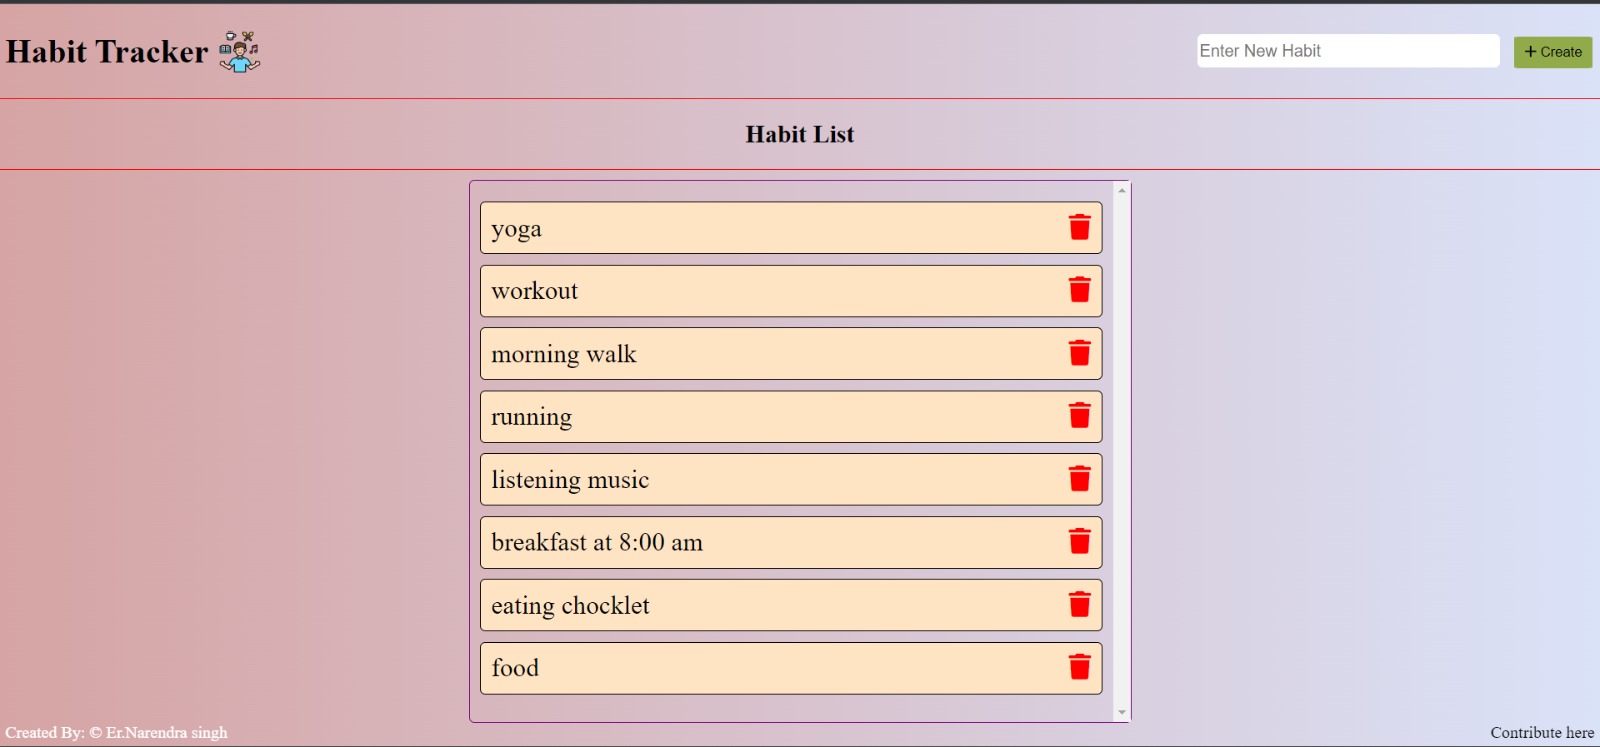 Habit Tracker
Enter New Habit
+ Create
Habit List
yoga
workout
morning walk
running
listening music
breakfast at 8:00 am
eating chocklet
food
Created By: © Er.Narendra singh
Contribute here